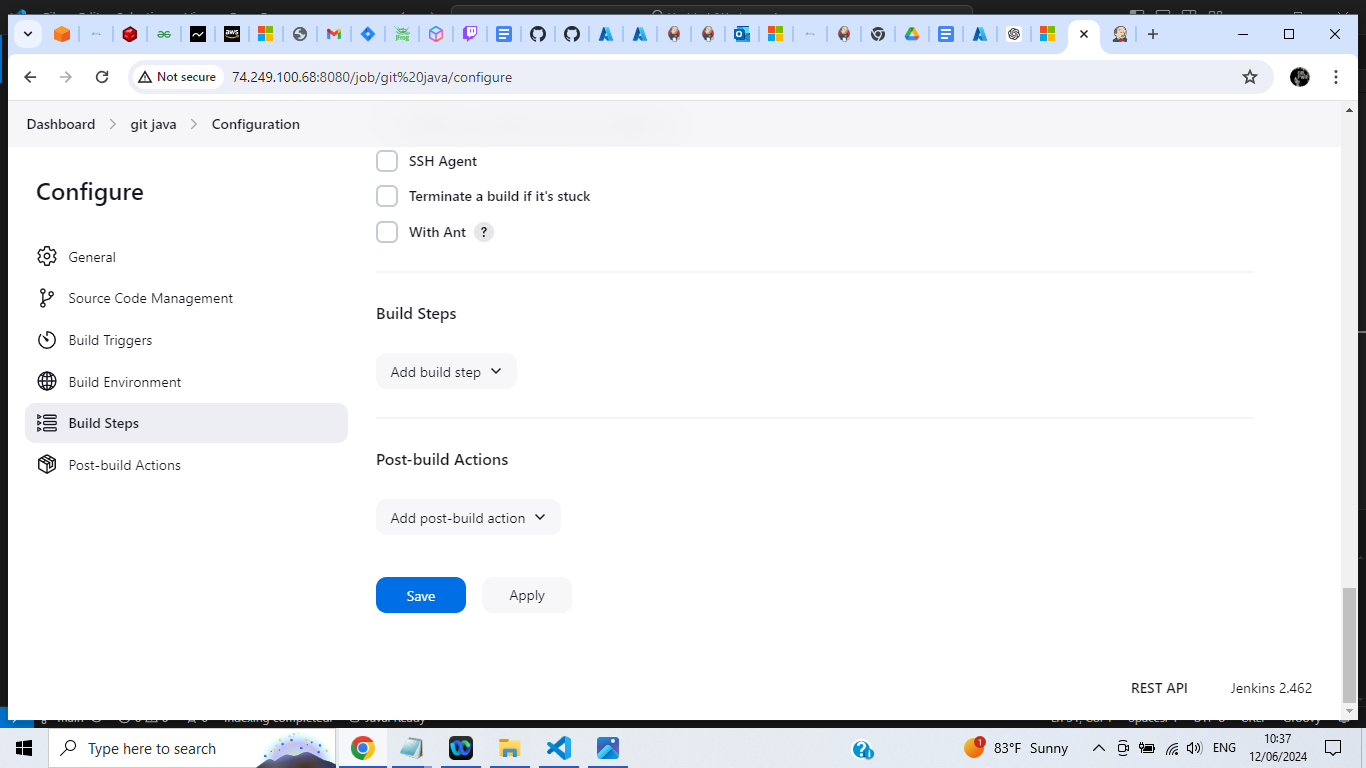 Not secure
74.249.100.68:8080/job/git%20java/configure
Dashboard
git java
Configuration
Configure
General
Source Code Management
Build Triggers
Build Environment
Build Steps
Post-build Actions
SSH Agent
Terminate a build if it's stuck
With Ant ?
Build Steps
Add build step
Post-build Actions
Add post-build action
Save
Apply
REST API
Jenkins 2.462
Type here to search
83°F Sunny
ENG
10:37
12/06/2024